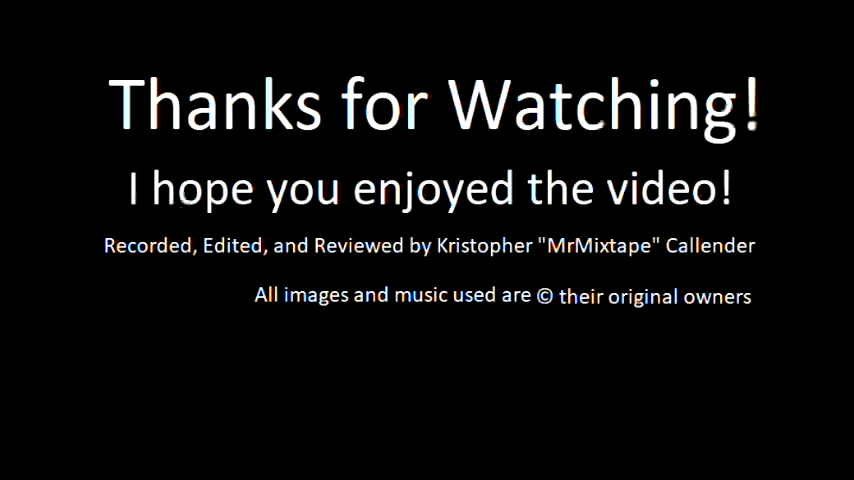 Thanks for Watching!
I hope you enjoyed the video!
Recorded, Edited, and Reviewed by Kristopher "MrMixtape" Callender
All images and music used are © their original owners